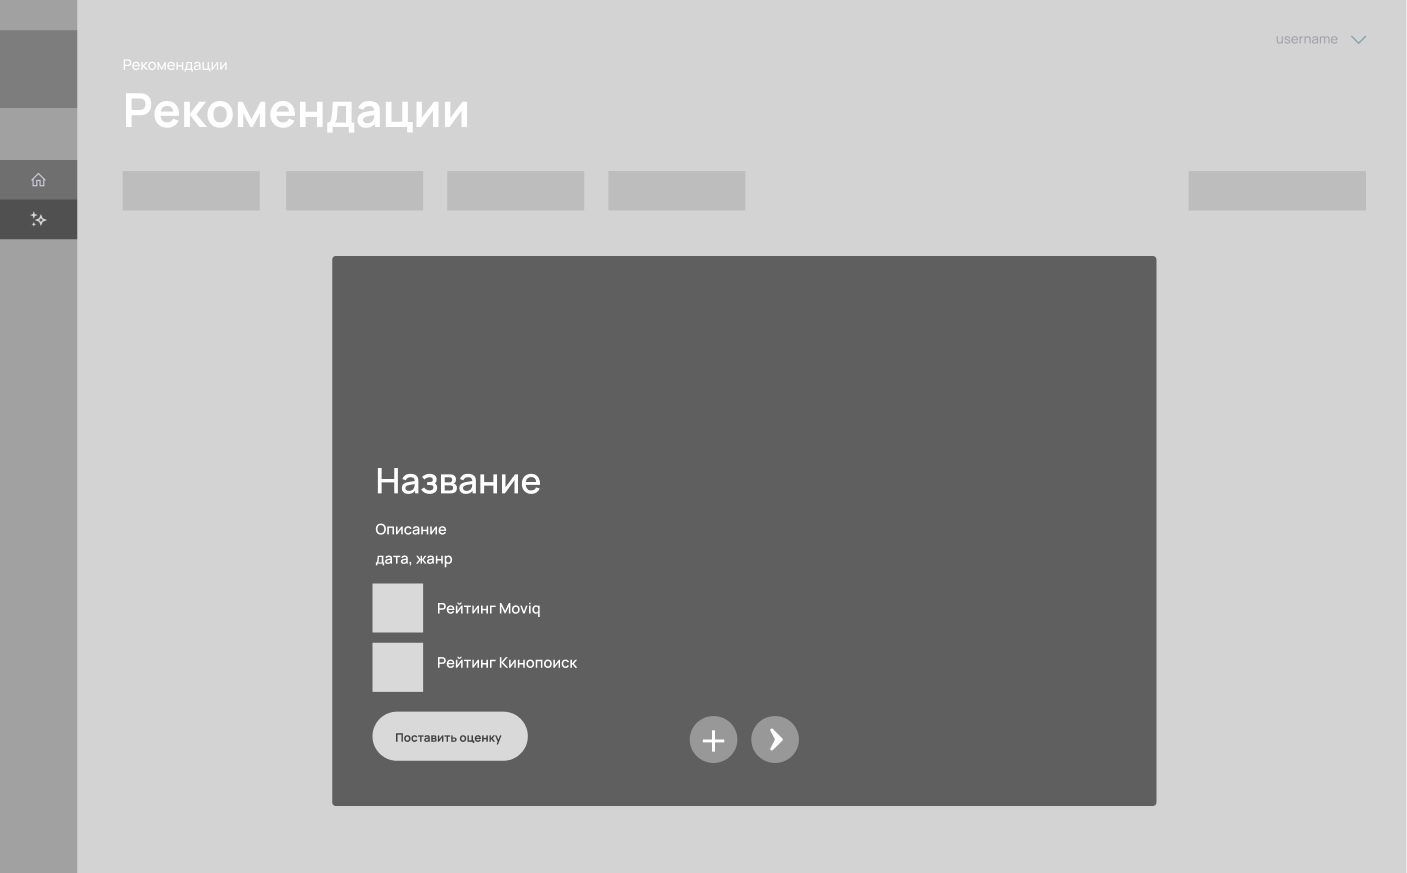 username
Рекомендации
Рекомендации
Название
Описание
дата, жанр
Рейтинг Moviq
Рейтинг Кинопоиск
Поставить оценку